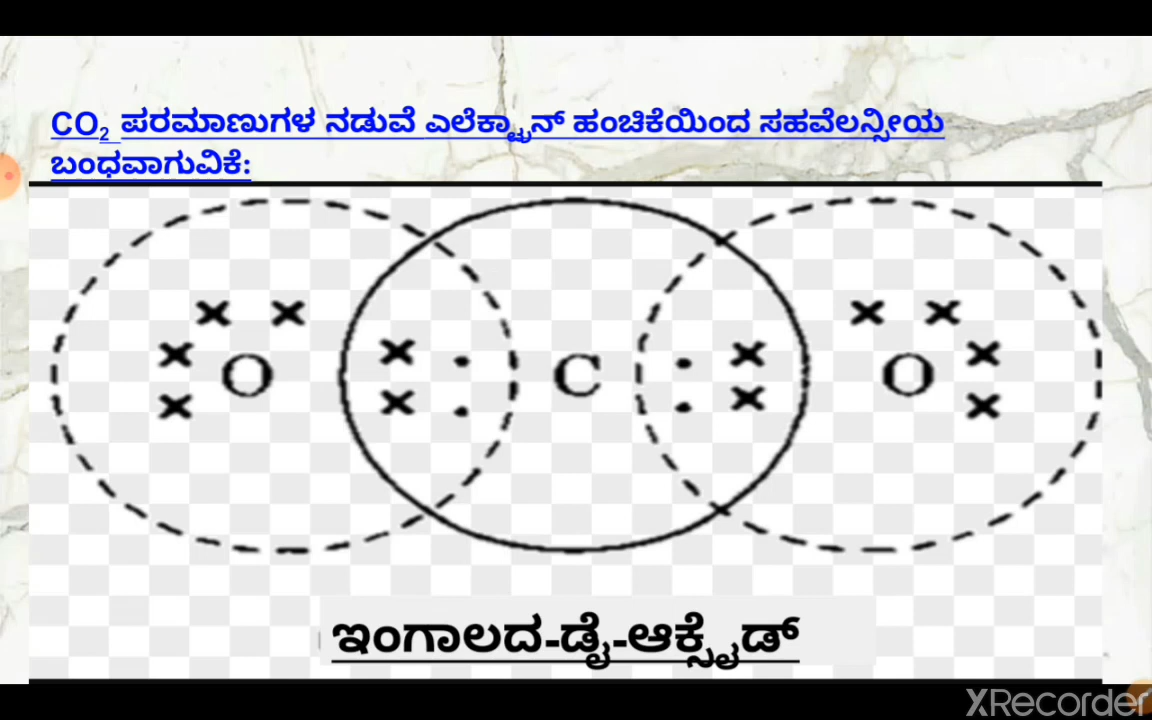 CO₂ ಪರಮಾಣುಗಳ ನಡುವೆ ಎಲೆಕ್ಟ್ರಾನ್ ಹಂಚಿಕೆಯಿಂದ ಸಹವೆಲನ್ಸೀಯ
ಬಂಧವಾಗುವಿಕೆ:
O C O
ಇಂಗಾಲದ-ಡೈ-ಆಕ್ಸೈಡ್
XRecorder